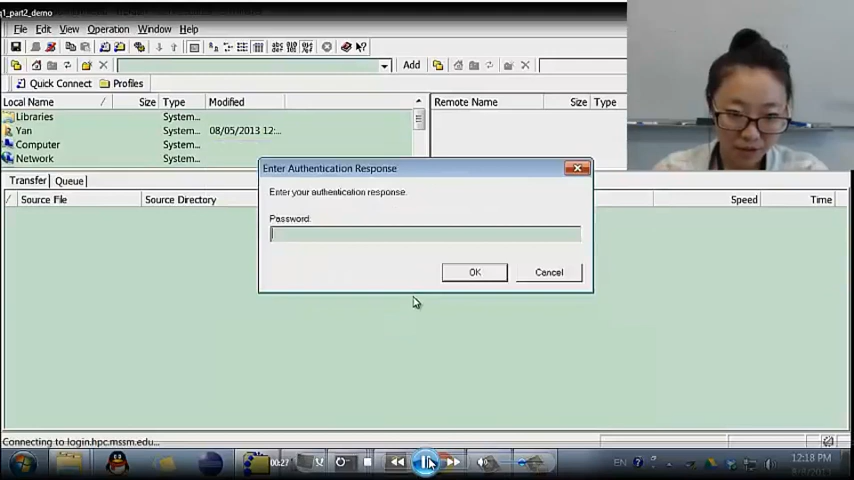 q1_part2_demo
File Edit View Operation Window Help
Add
Quick Connect Profiles
Local Name / Size Type Modified Remote Name Size Type
Libraries System...
Yan System... 08/05/2013 12:...
Computer System...
Network System...
Enter Authentication Response
Enter your authentication response.
Password:
OK Cancel
Transfer Queue
/ Source File Source Directory Speed Time
Connecting to login.hpc.mssm.edu...
00:27
EN
12:18 PM